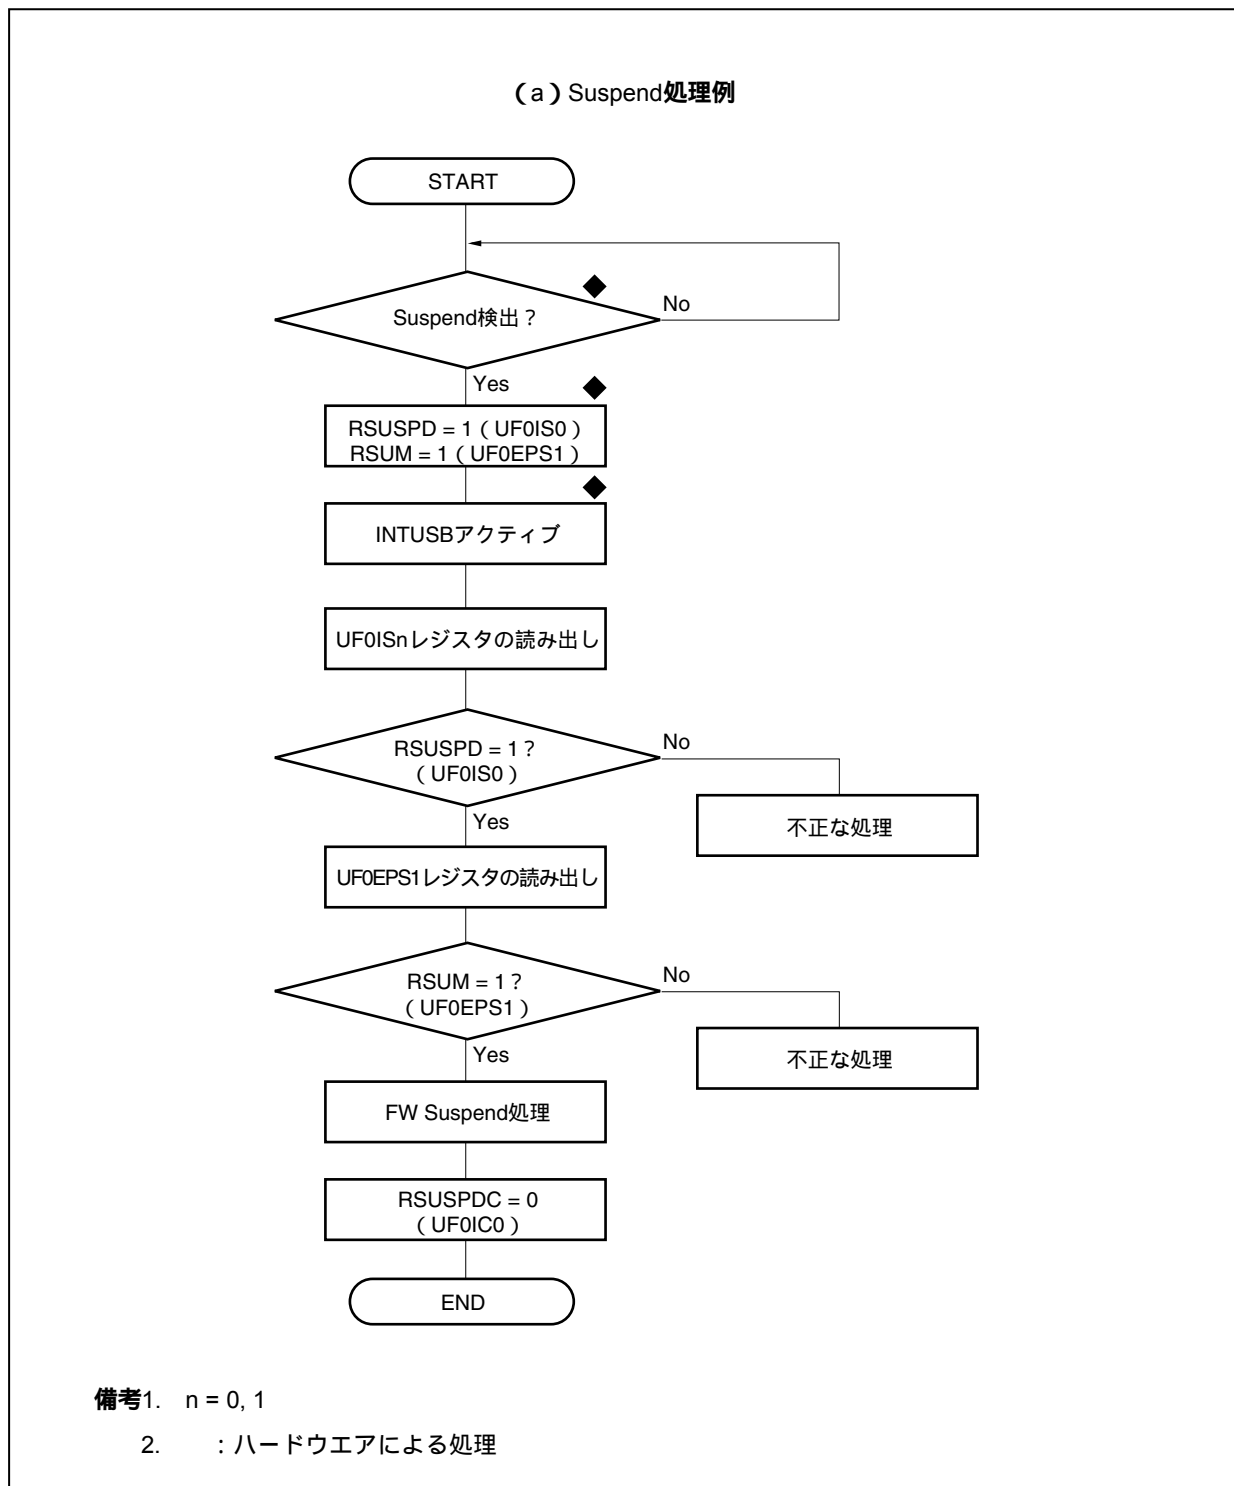 (a)Suspend処理例
START
Suspend検出?
No
Yes
RSUSPD = 1(UF0IS0)
RSUM = 1(UF0EPS1)
INTUSBアクティブ
UF0ISnレジスタの読み出し
RSUSPD = 1?
(UF0IS0)
No
不正な処理
Yes
UF0EPS1レジスタの読み出し
RSUM = 1?
(UF0EPS1)
No
不正な処理
Yes
FW Suspend処理
RSUSPDC = 0
(UF0IC0)
END
備考1. n = 0, 1
2. :ハードウエアによる処理